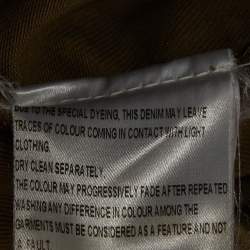 DUE TO THE SPECIAL DYEING, THIS DENIM MAY LEAVE
TRACES OF COLOUR COMING IN CONTACT WITH LIGHT
CLOTHING.
DRY CLEAN SEPARATELY.
THE COLOUR MAY PROGRESSIVELY FADE AFTER REPEATED
WASHING ANY DIFFERENCE IN COLOUR AMONG THE
GARMENTS MUST BE CONSIDERED AS A FEATURE AND NOT
A FAULT.